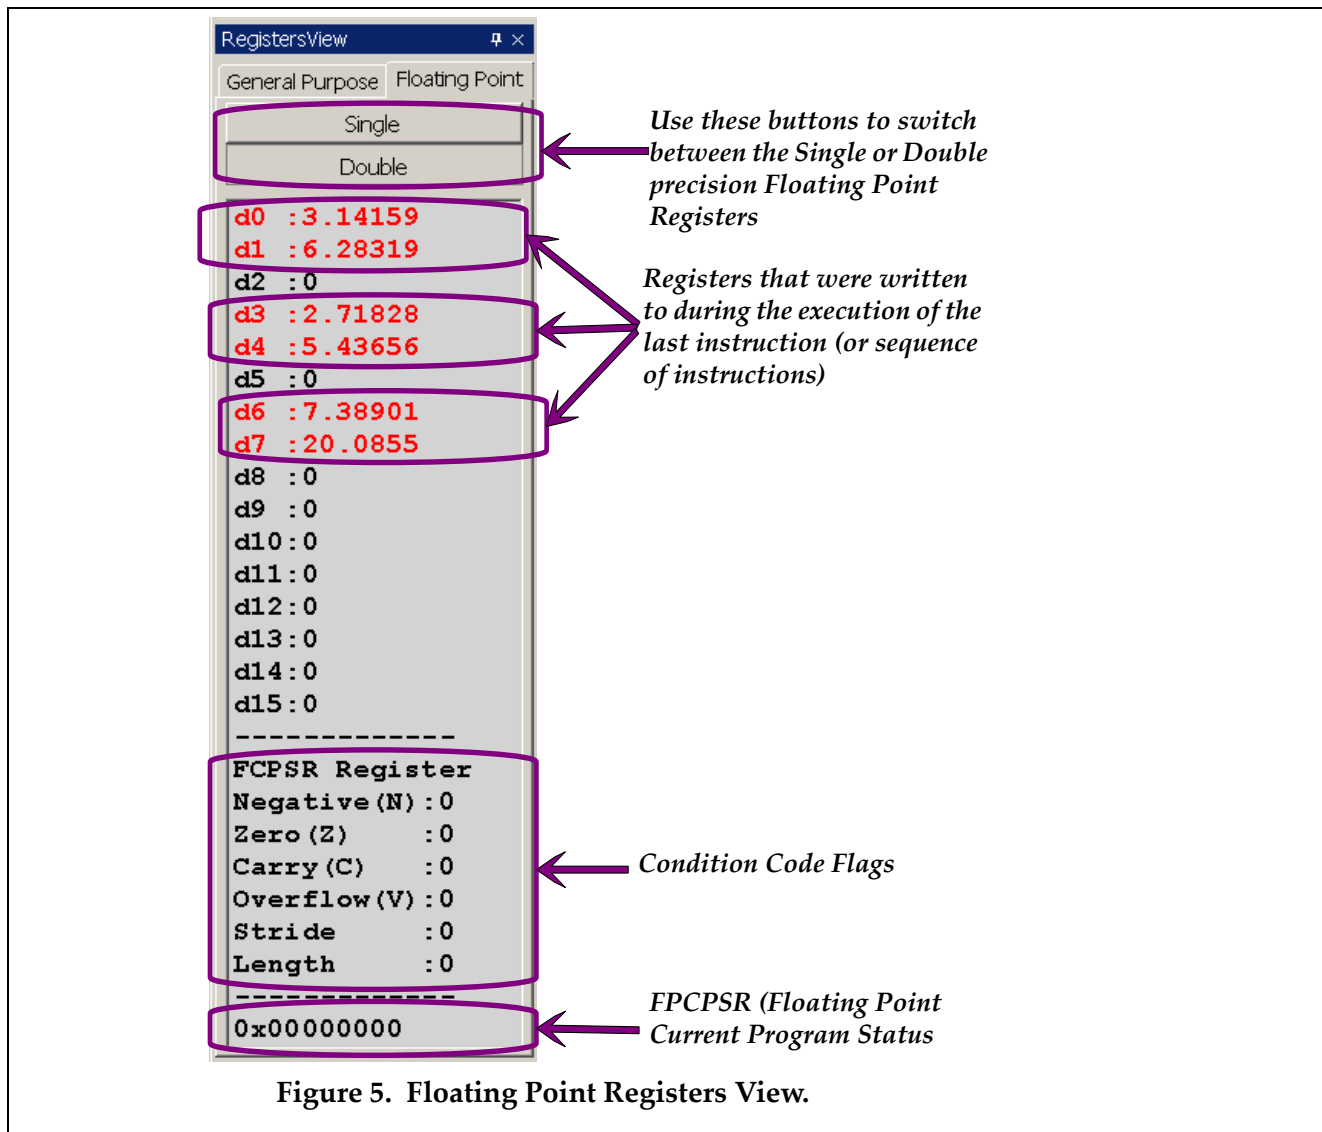 RegistersView
General Purpose Floating Point
Single
Double
Use these buttons to switch
between the Single or Double
precision Floating Point
Registers
d0 :3.14159
d1 :6.28319
d2 :0
d3 :2.71828
d4 :5.43656
d5 :0
d6 :7.38901
d7 :20.0855
d8 :0
d9 :0
d10:0
d11:0
d12:0
d13:0
d14:0
d15:0
Registers that were written
to during the execution of the
last instruction (or sequence
of instructions)
-------------
FCPSR Register
Negative(N):0
Zero(Z) :0
Carry(C) :0
Overflow(V):0
Stride :0
Length :0
Condition Code Flags
-------------
0x00000000
FPCPSR (Floating Point
Current Program Status
Figure 5. Floating Point Registers View.